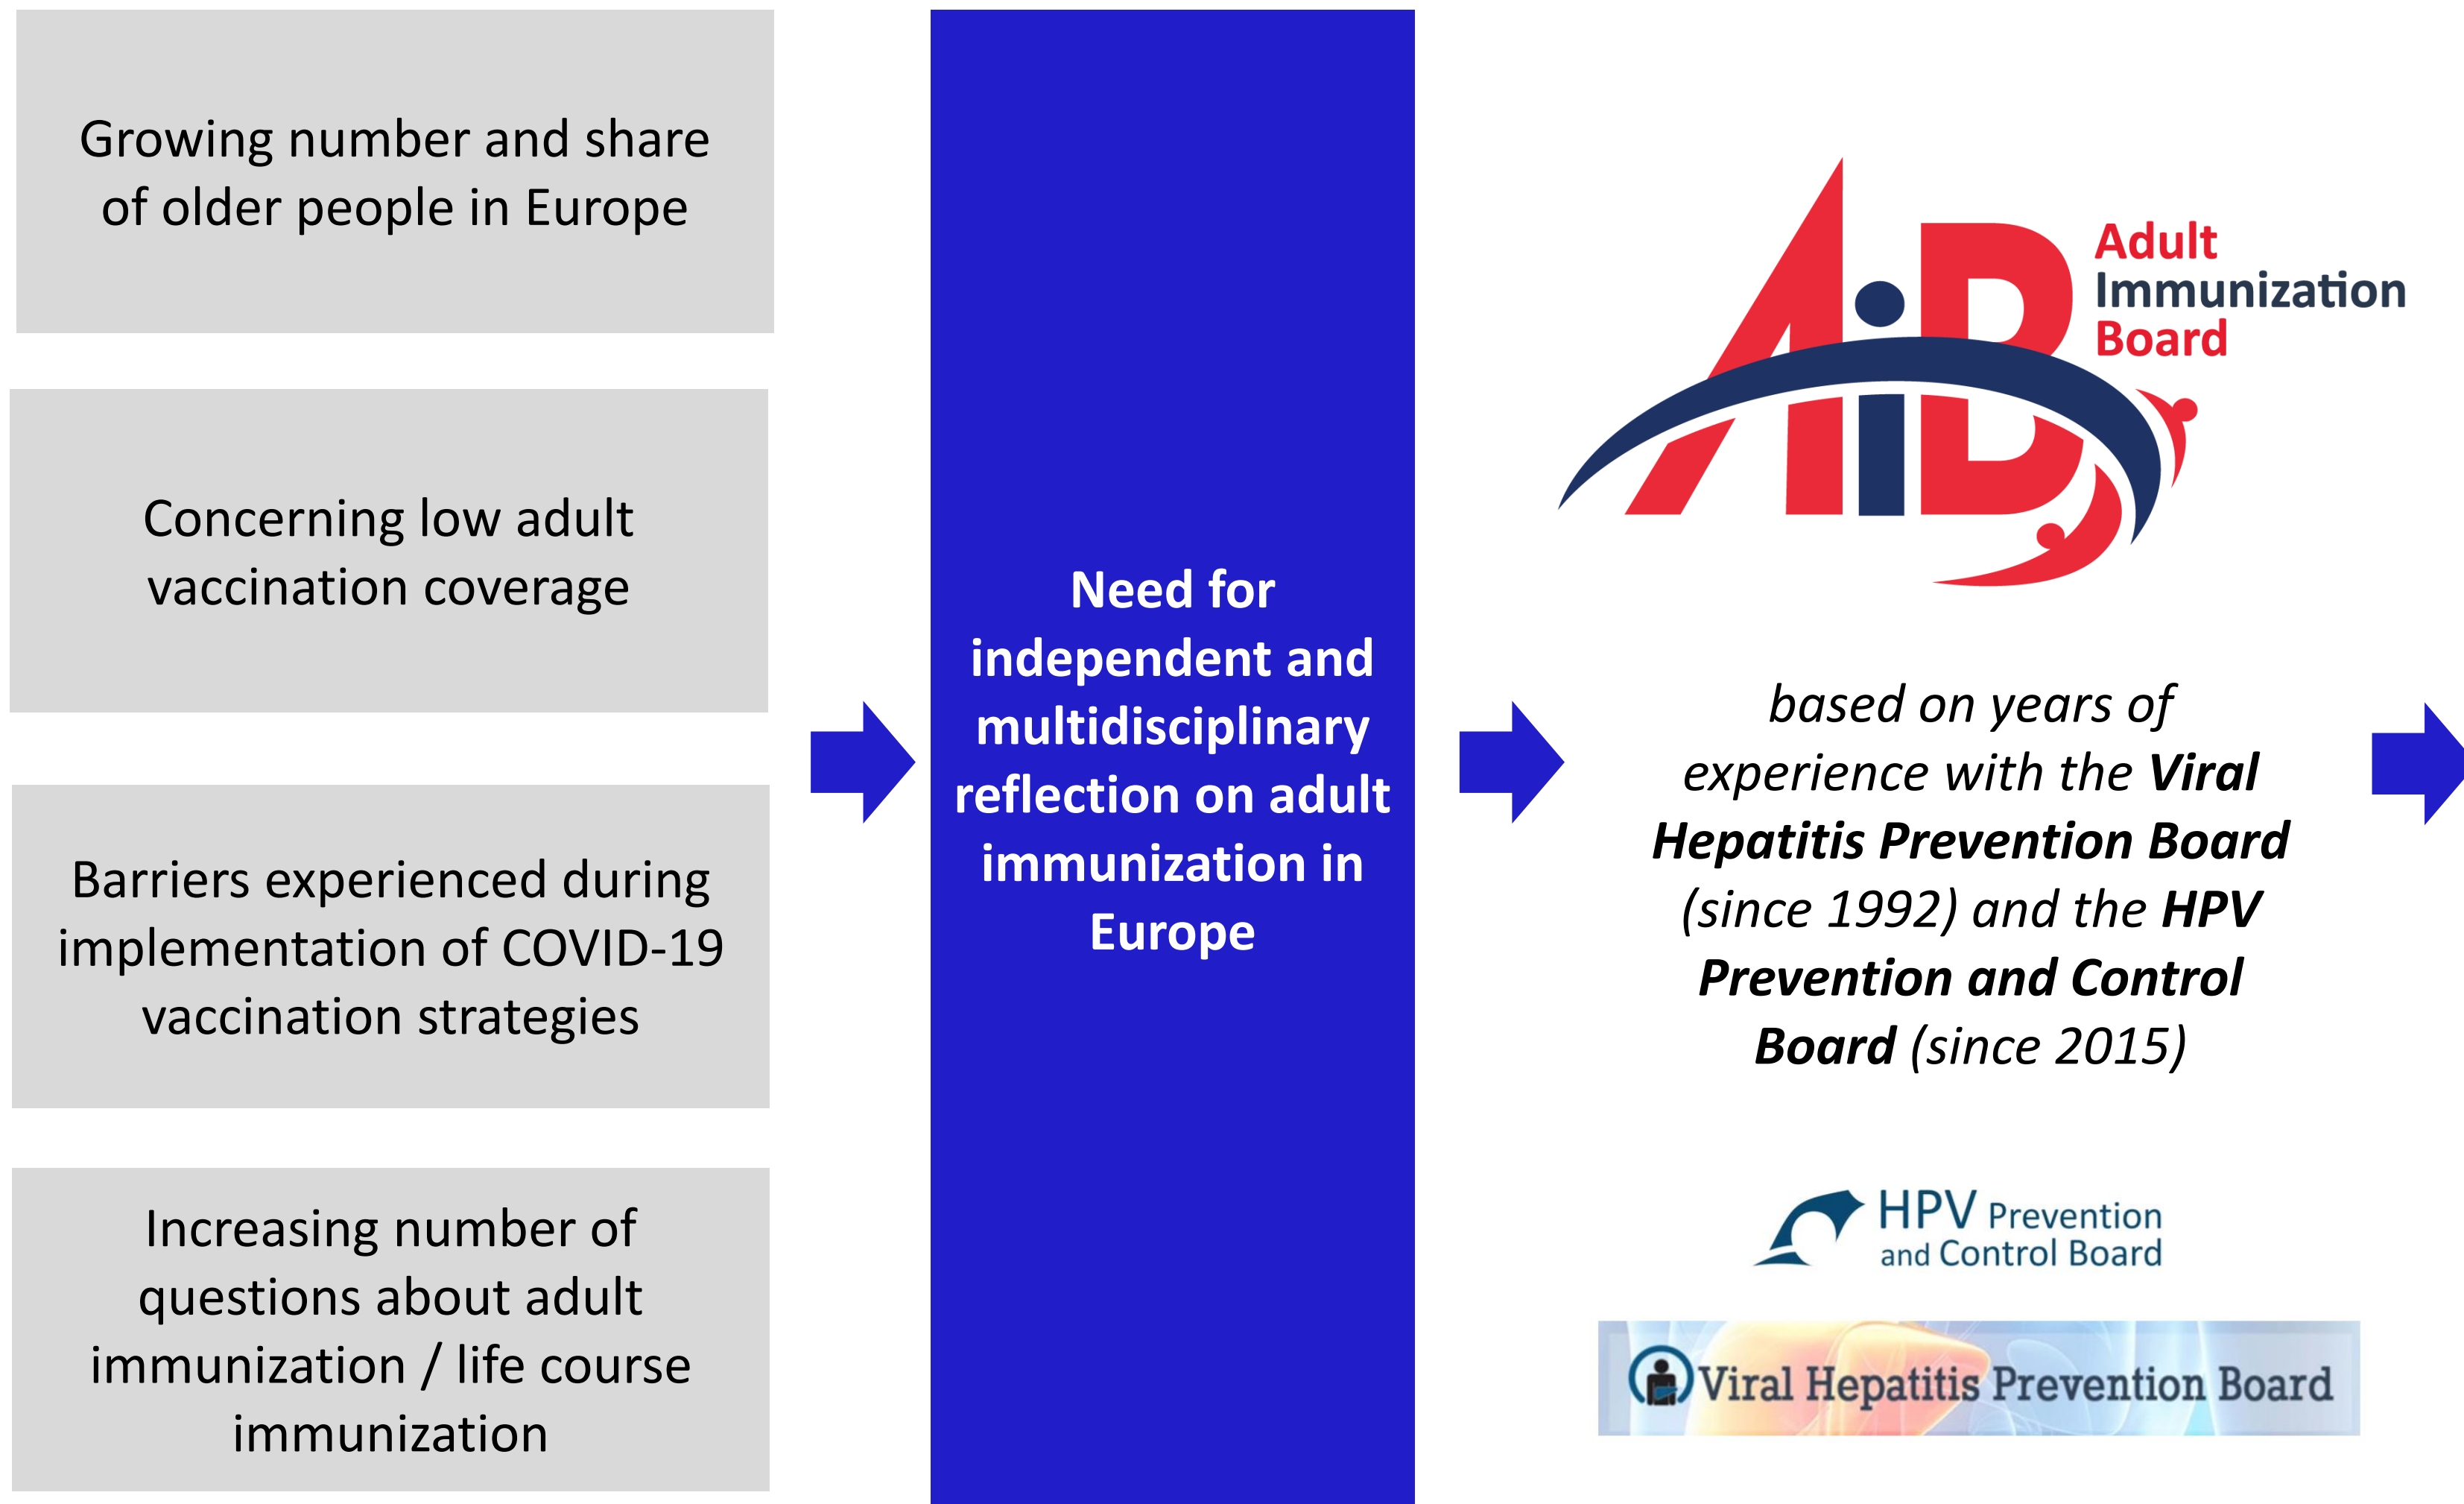 Growing number and share
of older people in Europe
Concerning low adult
vaccination coverage
Barriers experienced during
implementation of COVID-19
vaccination strategies
Increasing number of
questions about adult
immunization / life course
immunization
Need for
independent and
multidisciplinary
reflection on adult
immunization in
Europe
AiB
Adult
Immunization
Board
based on years of
experience with the Viral
Hepatitis Prevention Board
(since 1992) and the HPV
Prevention and Control
Board (since 2015)
HPV Prevention
and Control Board
Viral Hepatitis Prevention Board